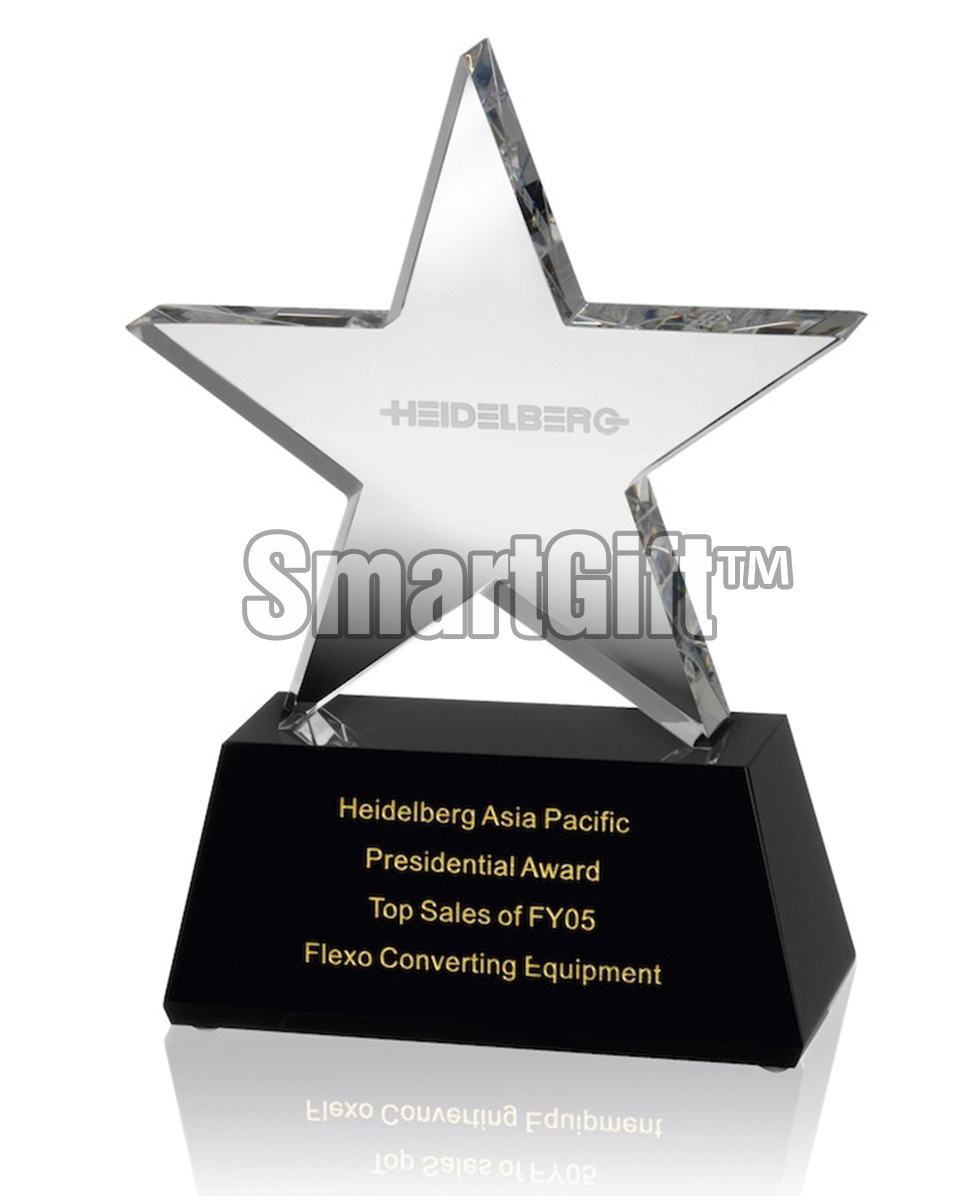 HEIDELBERG
SmartGift™
Heidelberg Asia Pacific
Presidential Award
Top Sales of FY05
Flexo Converting Equipment
Flexo Converting Equipment
Top Sales of FY05